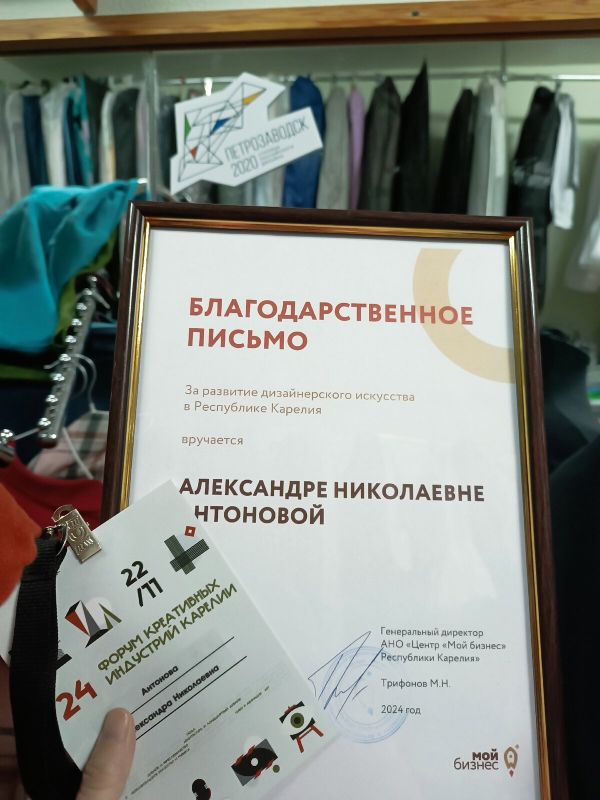 ПЕТРОЗАВОДСК
2020
БЛАГОДАРСТВЕННОЕ
ПИСЬМО
За развитие дизайнерского искусства
в Республике Карелия
вручается
АЛЕКСАНДРЕ НИКОЛАЕВНЕ
НТОНОВОЙ
22
/11
24
ФОРУМ КРЕАТИВНЫХ
ИНДУСТРИЙ КАРЕЛИИ
Антонова
лександра Николаевна
Генеральный директор
АНО «Центр «Мой бизнес»
Республики Карелия»
Трифонов М.Н.
2024 год
мой
бизнес